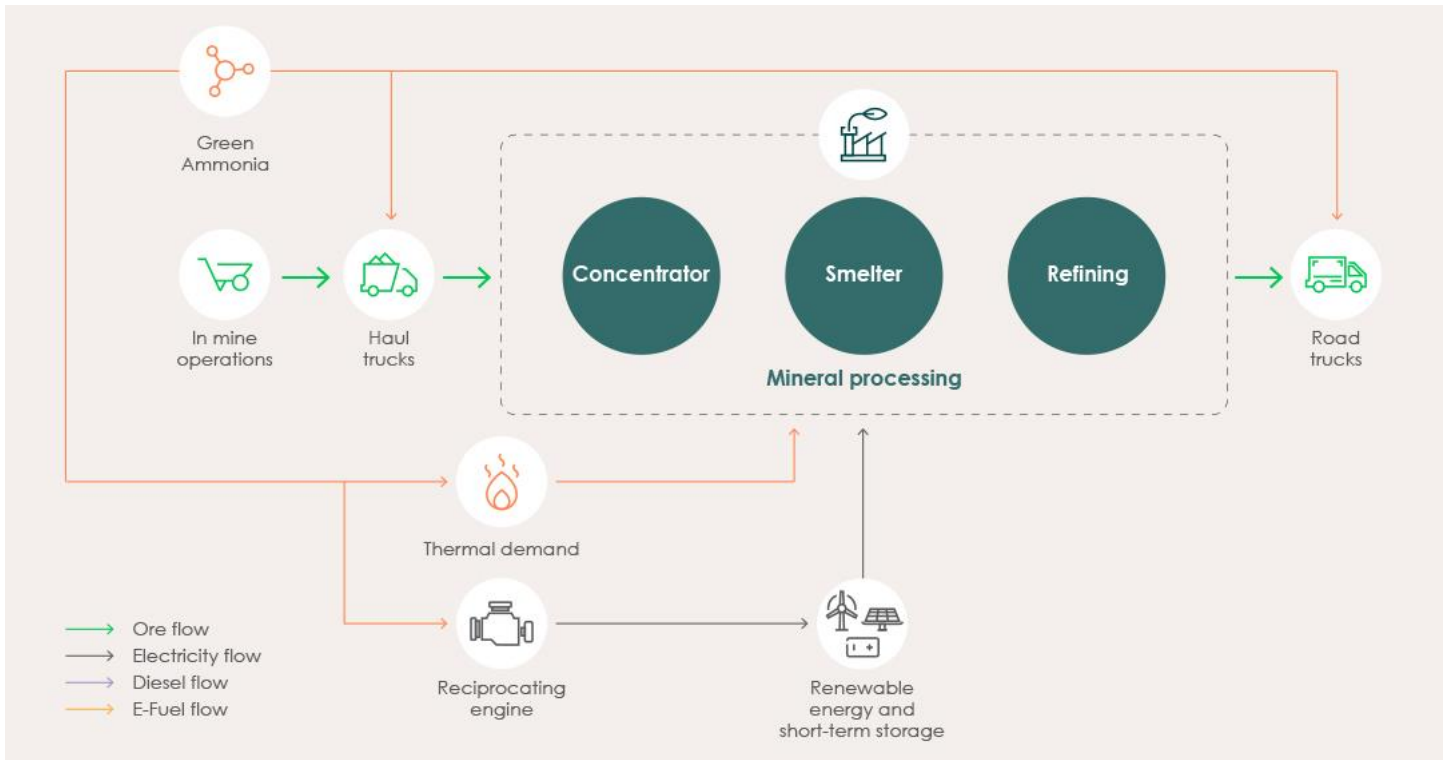 Green
Ammonia
In mine
operations
Haul
trucks
Concentrator
Smelter
Refining
Mineral processing
Road
trucks
Thermal demand
Reciprocating
engine
Renewable
energy and
short-term storage
Ore flow
Electricity flow
Diesel flow
E-Fuel flow